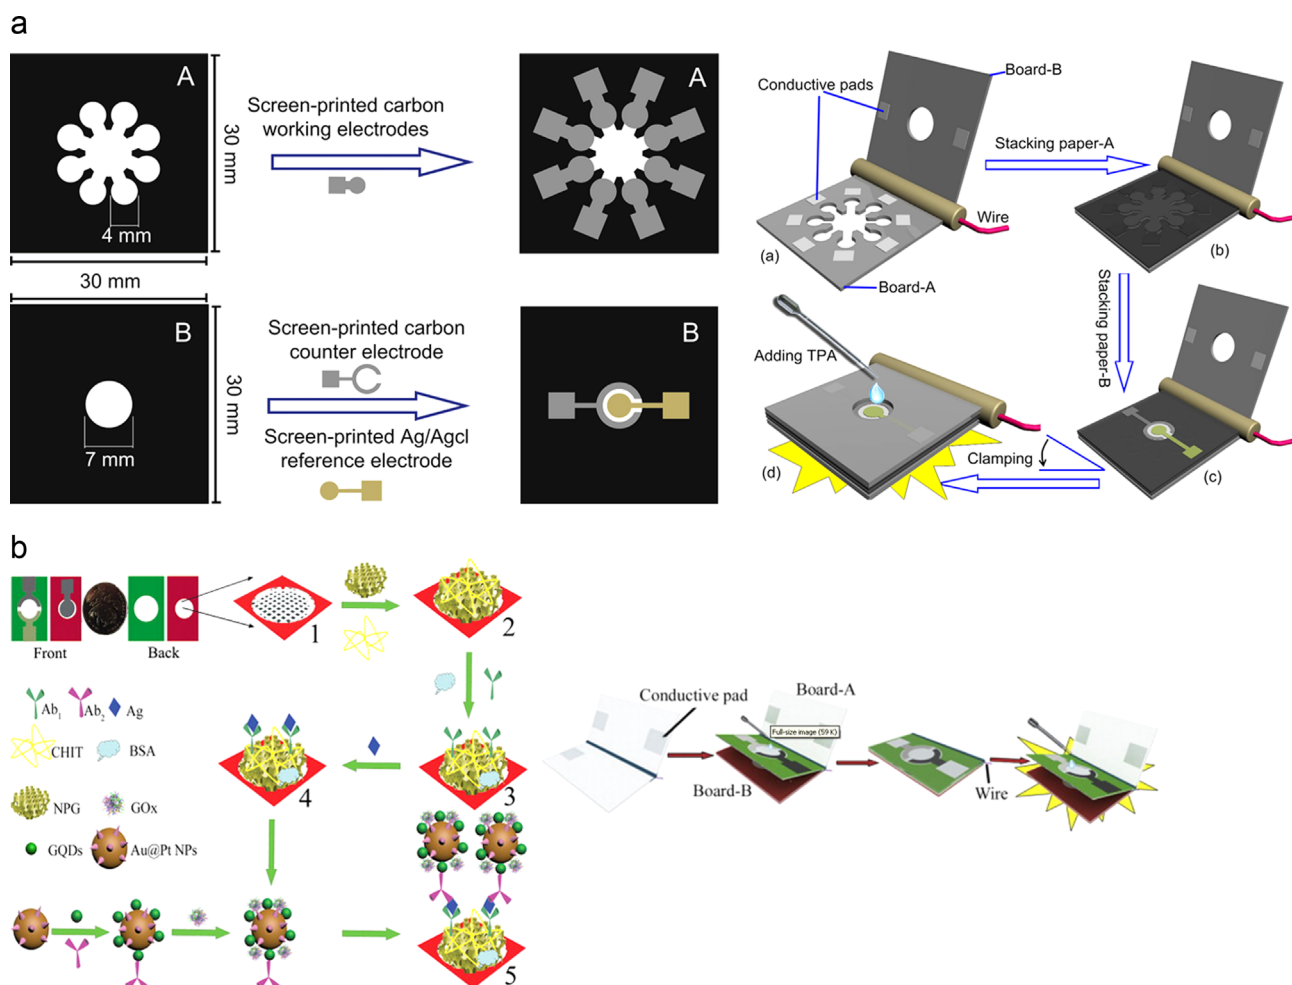 a
A
Screen-printed carbon
working electrodes
30 mm
4 mm
30 mm
A
B
Screen-printed carbon
counter electrode
30 mm
7 mm
Screen-printed Ag/Agcl
reference electrode
B
Board-B
Conductive pads
Stacking paper-A
Wire
(a)
Board-A
(b)
Stacking
paper-B
Adding TPA
Clamping
(c)
(d)
b
Front
Back
1
2
Ab1
Ab2
Ag
CHIT
BSA
NPG
GOx
GQDs
Au@Pt NPs
3
4
5
Conductive pad
Board-A
Full-size image (59 K)
Board-B
Wire